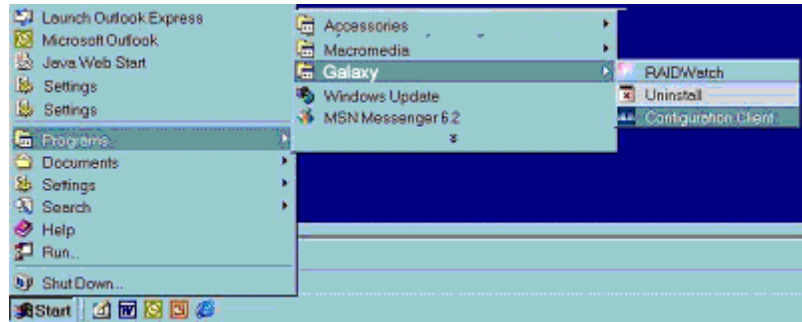 Launch Outlook Express
Microsoft Outlook
Java Web Start
Settings
Settings
Programs
Documents
Settings
Search
Help
Run...
Shut Down...
Start
Accessories
Macromedia
Galaxy
Windows Update
MSN Messenger 6.2
RAIDWatch
Uninstall
Configuration Client